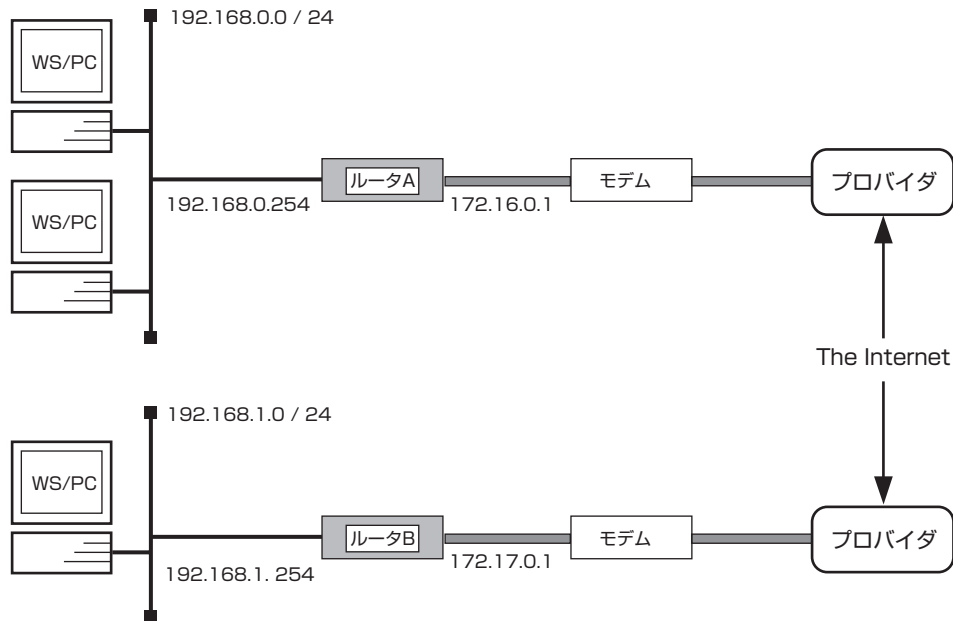 192.168.0.0 / 24
WS/PC
ルータA
モデム
プロバイダ
192.168.0.254
172.16.0.1
WS/PC
The Internet
192.168.1.0 / 24
WS/PC
ルータB
モデム
プロバイダ
192.168.1. 254
172.17.0.1